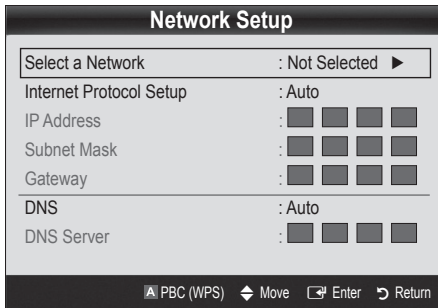 Network Setup
Select a Network : Not Selected ►
Internet Protocol Setup : Auto
IP Address :
Subnet Mask :
Gateway :
DNS : Auto
DNS Server :
A PBC (WPS) Move Enter Return